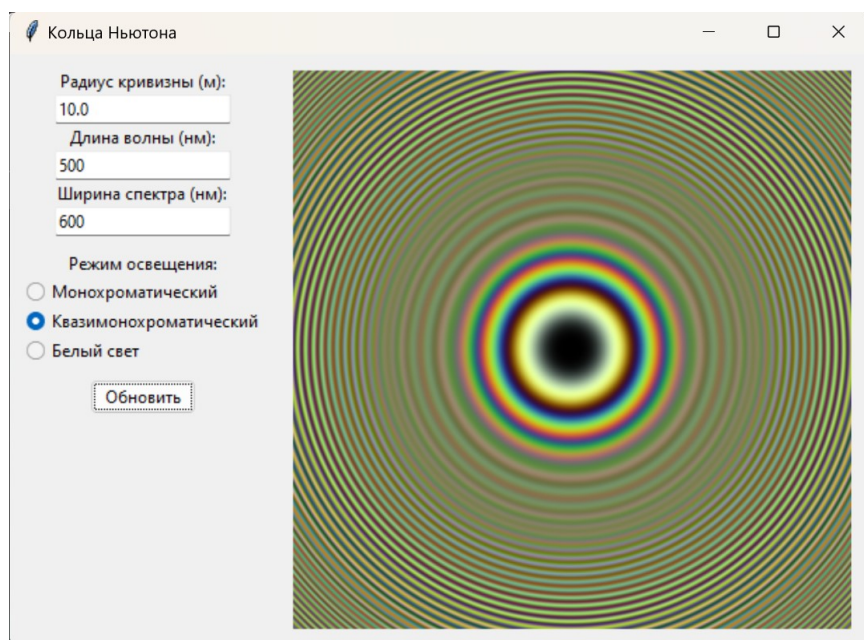 Кольца Ньютона
Радиус кривизны (м):
10.0
Длина волны (нм):
500
Ширина спектра (нм):
600
Режим освещения:
Монохроматический
Квазимонохроматический
Белый свет
Обновить